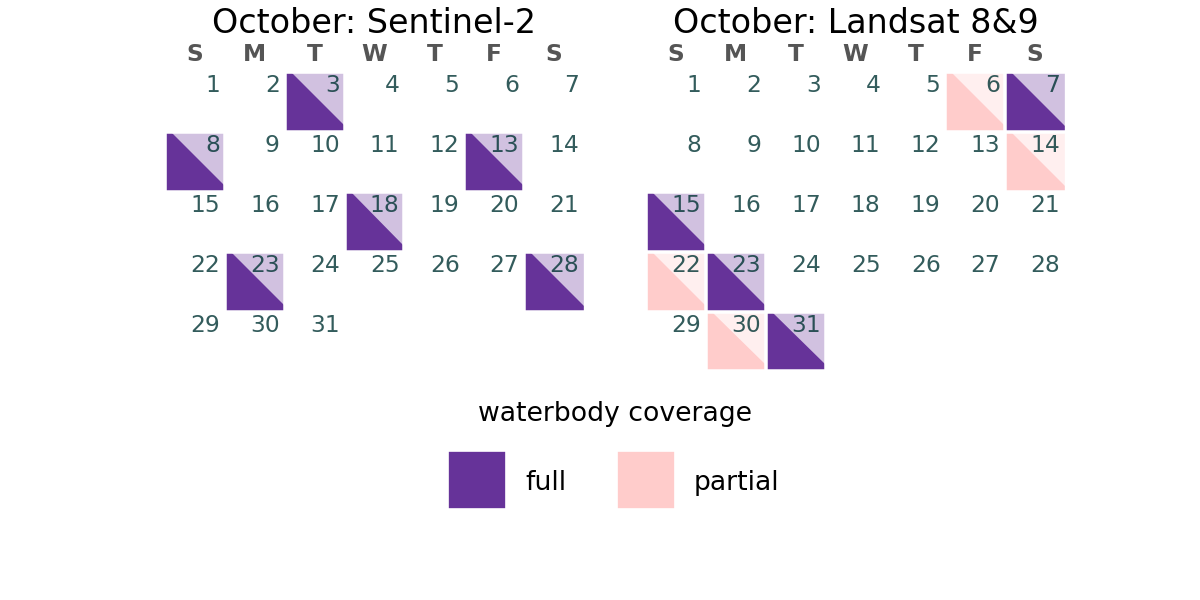 October: Sentinel-2
S M T W T F S
1 2 3 4 5 6 7
8 9 10 11 12 13 14
15 16 17 18 19 20 21
22 23 24 25 26 27 28
29 30 31
October: Landsat 8&9
S M T W T F S
1 2 3 4 5 6 7
8 9 10 11 12 13 14
15 16 17 18 19 20 21
22 23 24 25 26 27 28
29 30 31
waterbody coverage
full
partial